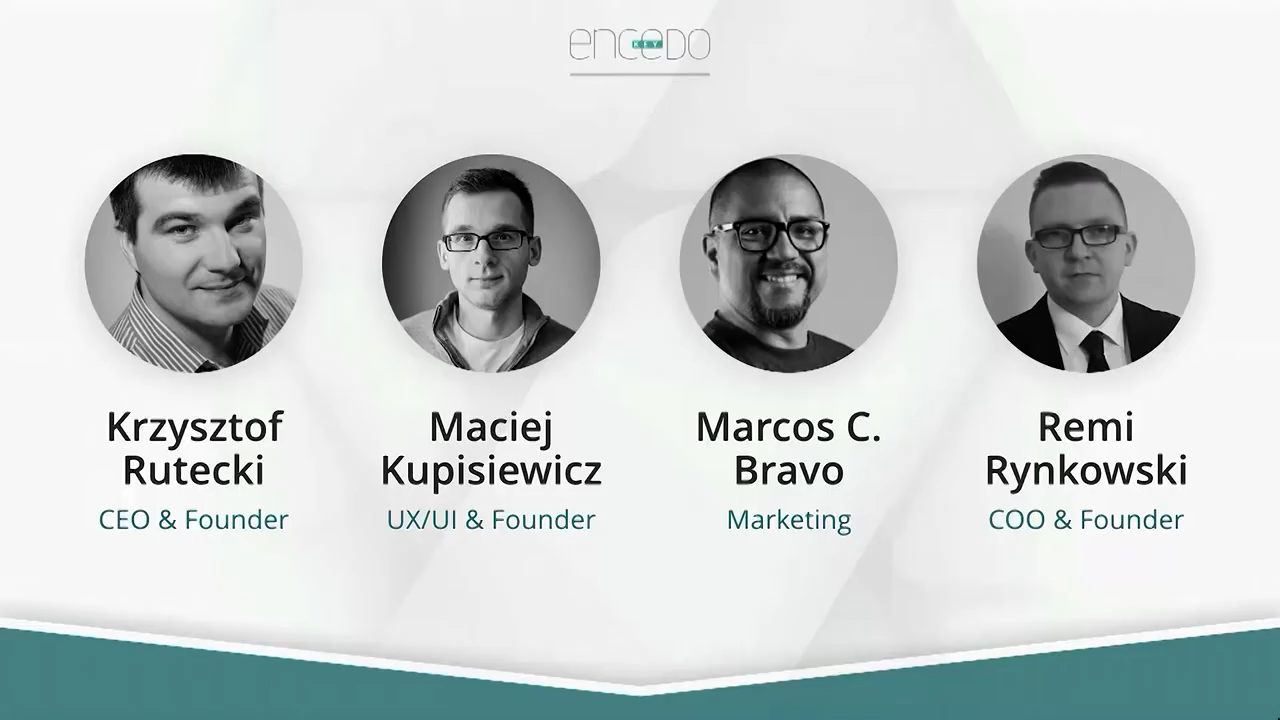 encedo
KEY
Krzysztof
Rutecki
CEO & Founder
Maciej
Kupisiewicz
UX/UI & Founder
Marcos C.
Bravo
Marketing
Remi
Rynkowski
COO & Founder